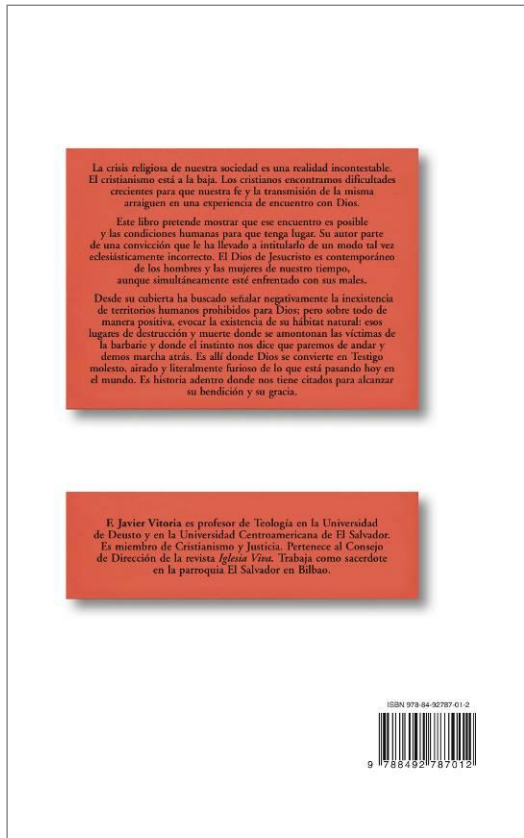 La crisis religiosa de nuestra sociedad es una realidad incontestable.
El cristianismo está a la baja. Los cristianos encontramos dificultades
crecientes para que nuestra fe y la transmisión de la misma
arraiguen en una experiencia de encuentro con Dios.
Este libro pretende mostrar que ese encuentro es posible
y las condiciones humanas para que tenga lugar. Su autor parte
de una convicción que le ha llevado a intitularlo de un modo tal vez
eclesiásticamente incorrecto. El Dios de Jesucristo es contemporáneo
de los hombres y las mujeres de nuestro tiempo,
aunque simultáneamente esté enfrentado con sus males.
Desde su cubierta ha buscado señalar negativamente la inexistencia
de territorios humanos prohibidos para Dios; pero sobre todo de
manera positiva, evocar la existencia de su hábitat natural: esos
lugares de destrucción y muerte donde se amontonan las víctimas de
la barbarie y donde el instinto nos dice que paremos de andar y
demos marcha atrás. Es allí donde Dios se convierte en Testigo
molesto, airado y literalmente furioso de lo que está pasando hoy en
el mundo. Es historia adentro donde nos tiene citados para alcanzar
su bendición y su gracia.
F. Javier Vitoria es profesor de Teología en la Universidad
de Deusto y en la Universidad Centroamericana de El Salvador.
Es miembro de Cristianismo y Justicia. Pertenece al Consejo
de Dirección de la revista Iglesia Viva. Trabaja como sacerdote
en la parroquia El Salvador en Bilbao.
ISBN 978-84-92787-01-2
9 788492 787012